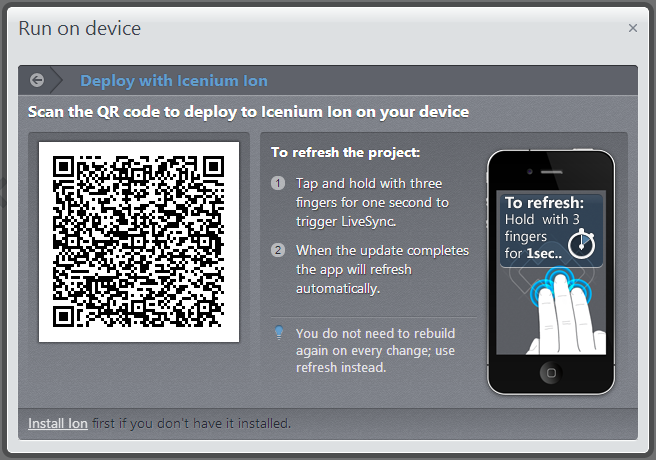 Run on device
Deploy with Icenium Ion
Scan the QR code to deploy to Icenium Ion on your device
To refresh the project:
1 Tap and hold with three
fingers for one second to
trigger LiveSync.
2 When the update completes
the app will refresh
automatically.
You do not need to rebuild
again on every change; use
refresh instead.
To refresh:
Hold with 3
fingers
for 1sec..
Install Ion first if you don't have it installed.